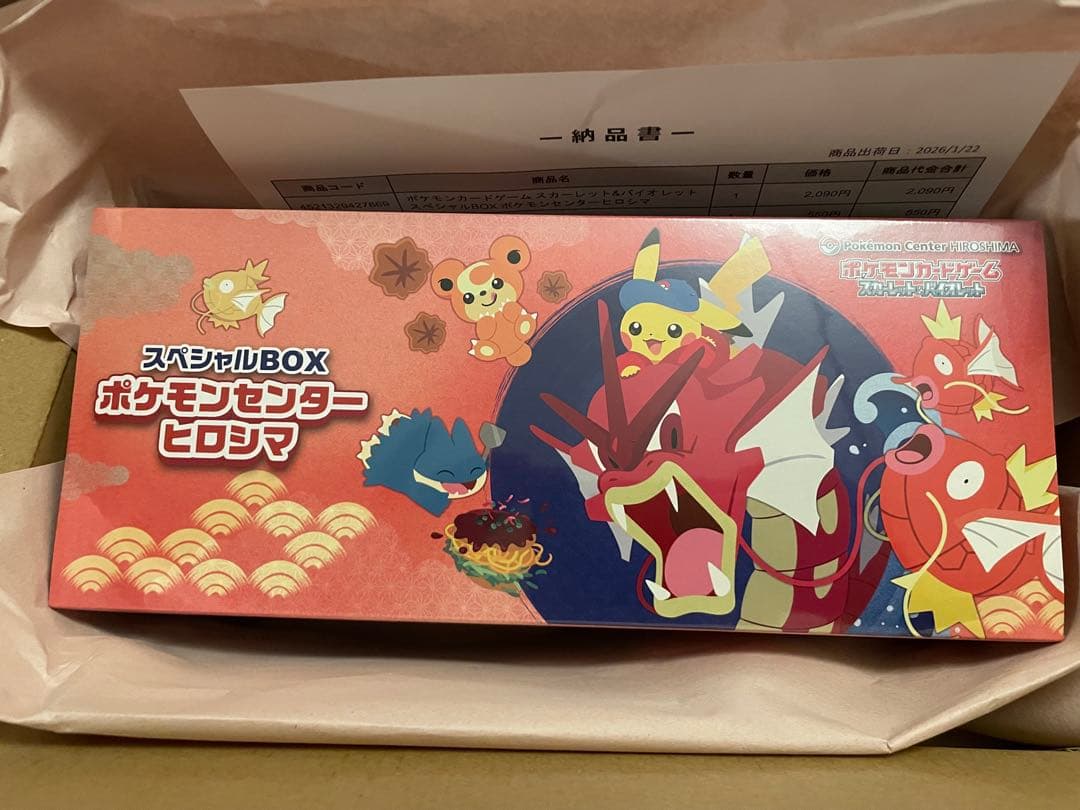 ー 納 品 書 ー
商品出荷日：2026/1/22
商品コード 商品名 数量 価格 商品代金合計
ポケモンカードゲーム スカーレット&バイオレット
4521329427869 スペシャルBOX ポケモンセンターヒロシマ 1 2,090円 2,090円
Pokémon Center HIROSHIMA
ポケモンカードゲーム
スカーレット&バイオレット
スペシャルBOX
ポケモンセンター
ヒロシマ